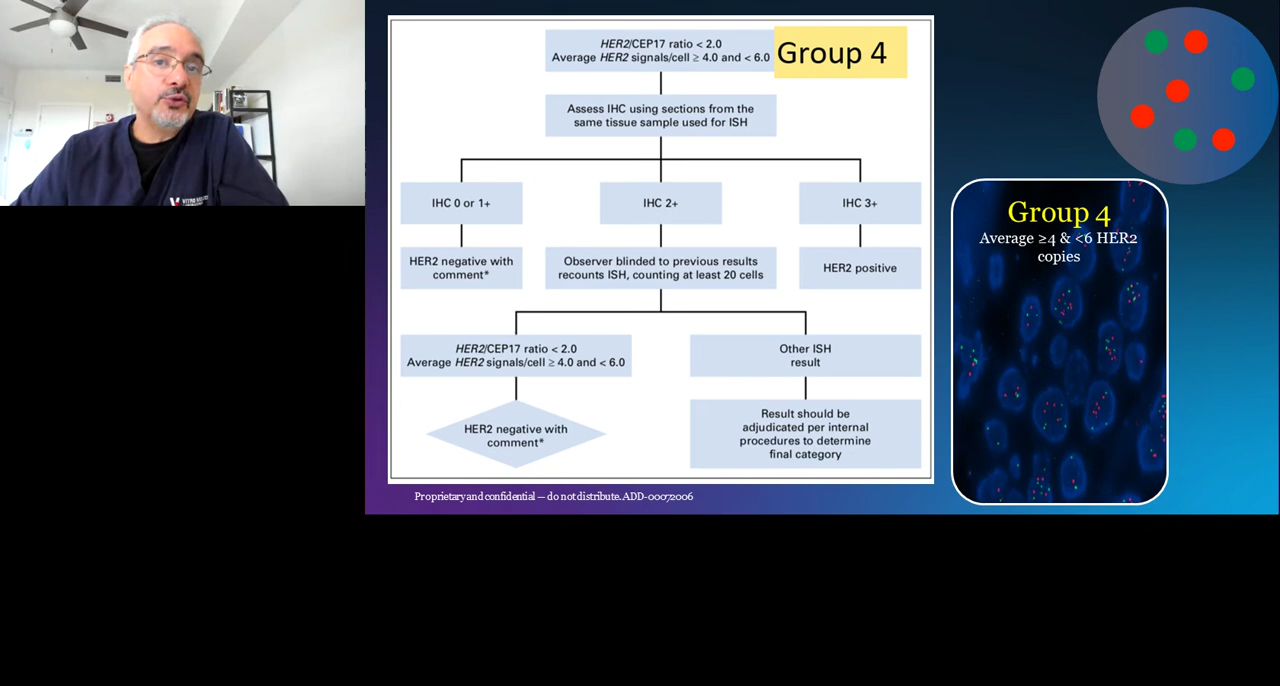 HER2/CEP17 ratio < 2.0
Average HER2 signals/cell ≥ 4.0 and < 6.0
Group 4
Assess IHC using sections from the
same tissue sample used for ISH
IHC 0 or 1+
IHC 2+
IHC 3+
HER2 negative with
comment*
Observer blinded to previous results
recounts ISH, counting at least 20 cells
HER2 positive
HER2/CEP17 ratio < 2.0
Average HER2 signals/cell ≥ 4.0 and < 6.0
Other ISH
result
HER2 negative with
comment*
Result should be
adjudicated per internal
procedures to determine
final category
Proprietary and confidential — do not distribute. ADD-00072006
Group 4
Average ≥4 & <6 HER2
copies